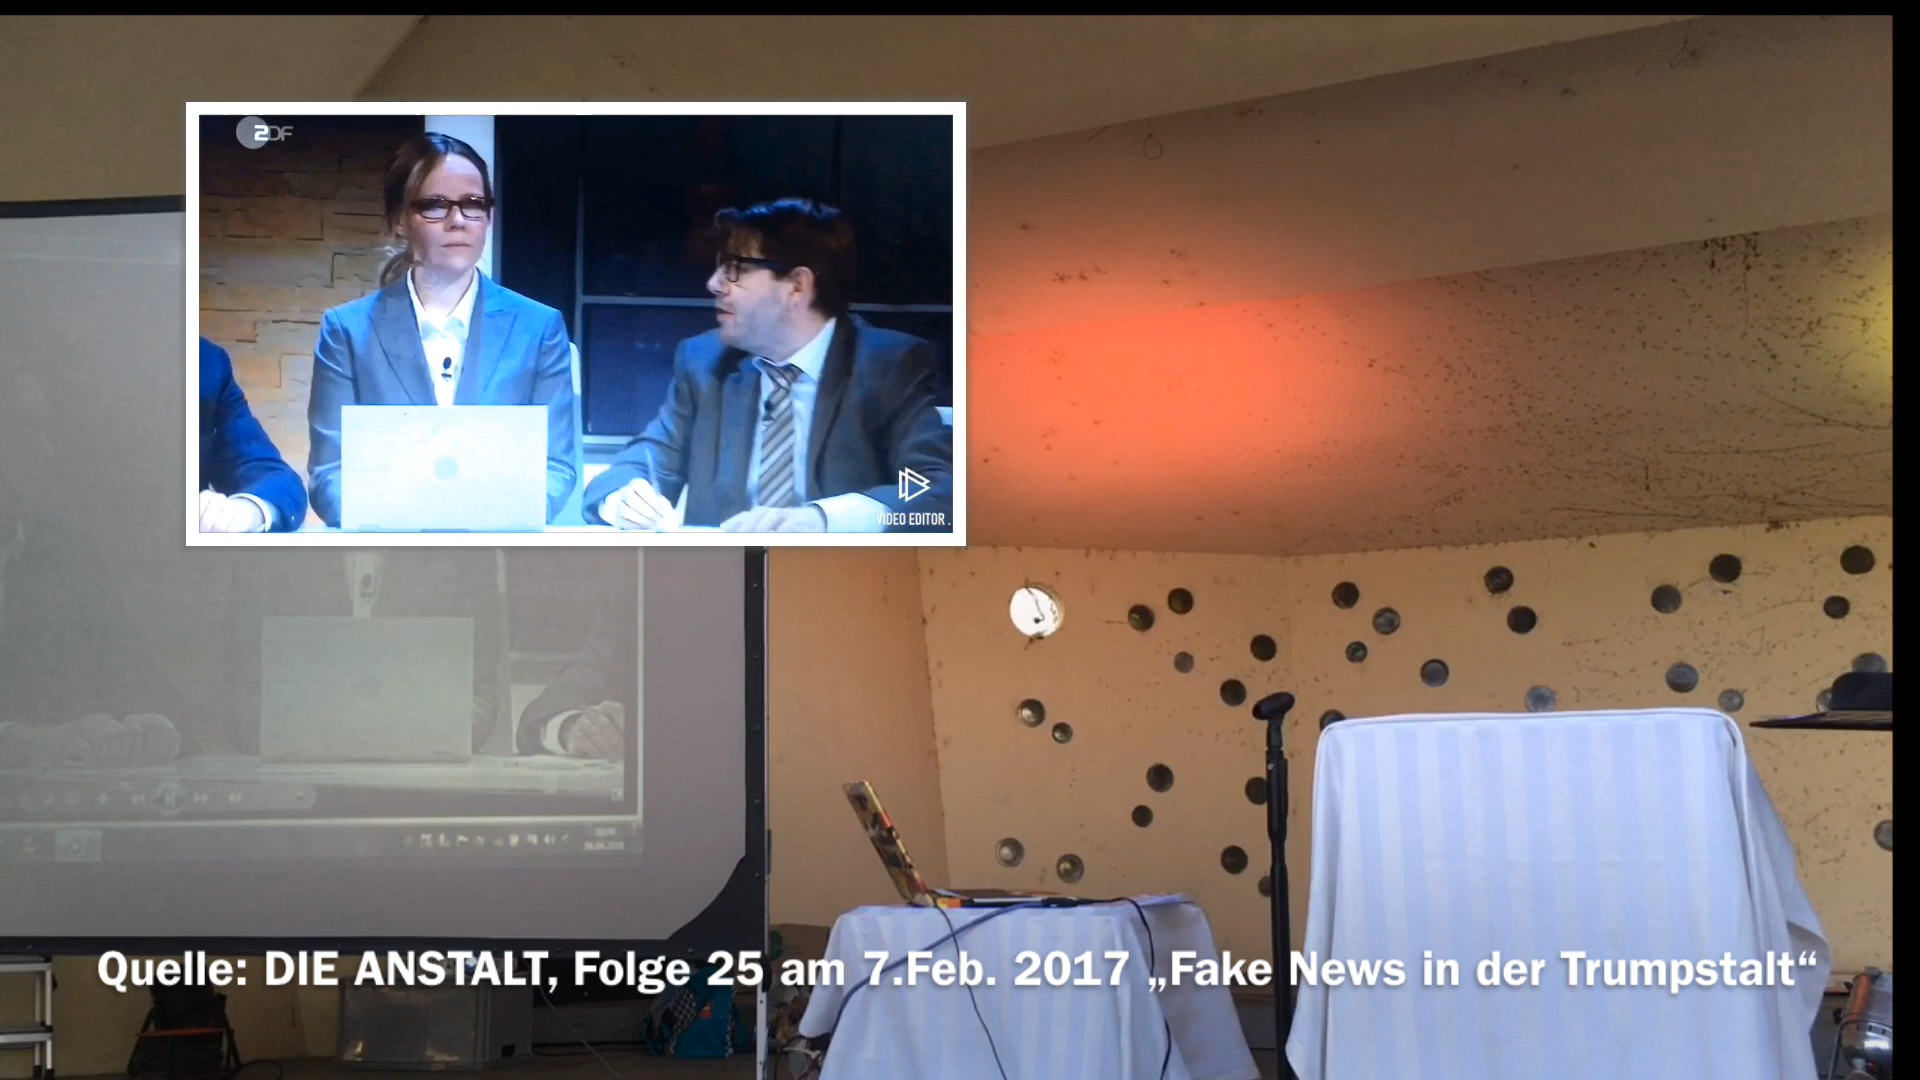 ZDF
VIDEO EDITOR.
Quelle: DIE ANSTALT, Folge 25 am 7.Feb. 2017 „Fake News in der Trumpstalt“